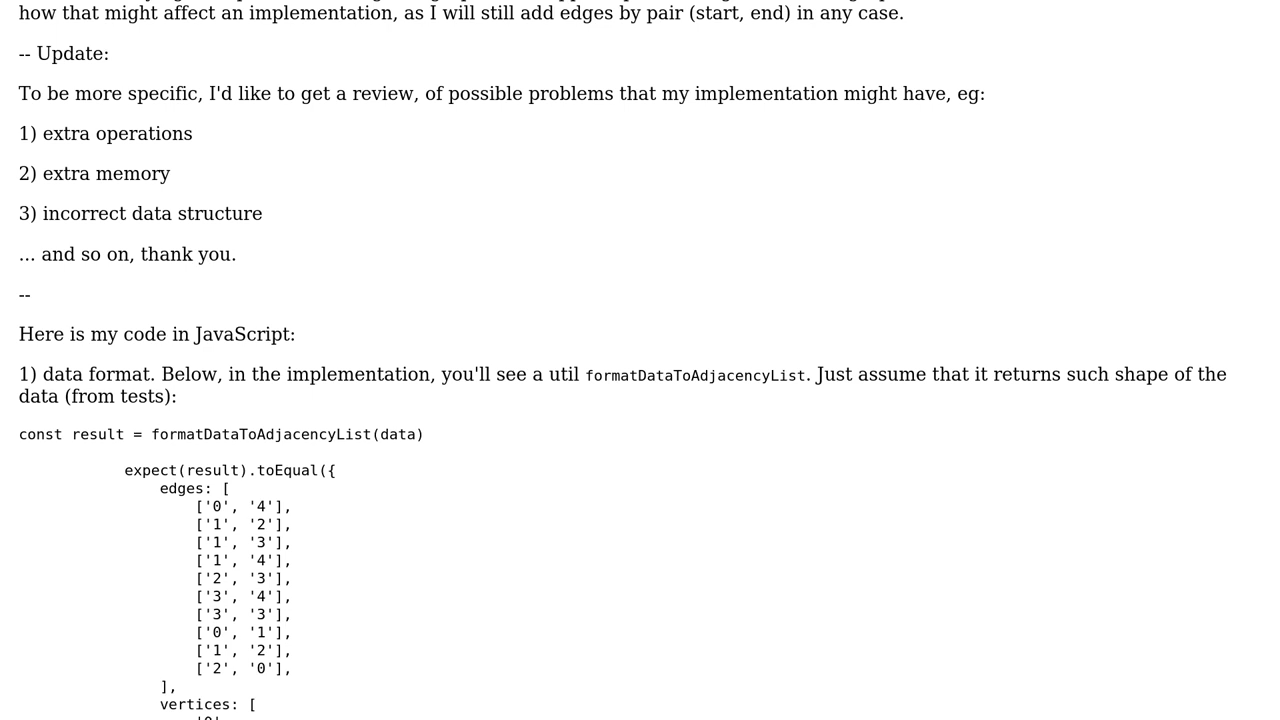 how that might affect an implementation, as I will still add edges by pair (start, end) in any case.
-- Update:
To be more specific, I'd like to get a review, of possible problems that my implementation might have, eg:
1) extra operations
2) extra memory
3) incorrect data structure
... and so on, thank you.
--
Here is my code in JavaScript:
1) data format. Below, in the implementation, you'll see a util formatDataToAdjacencyList. Just assume that it returns such shape of the
data (from tests):
const result = formatDataToAdjacencyList(data)
expect(result).toEqual({
edges: [
['0', '4'],
['1', '2'],
['1', '3'],
['1', '4'],
['2', '3'],
['3', '4'],
['3', '3'],
['0', '1'],
['1', '2'],
['2', '0'],
],
vertices: [